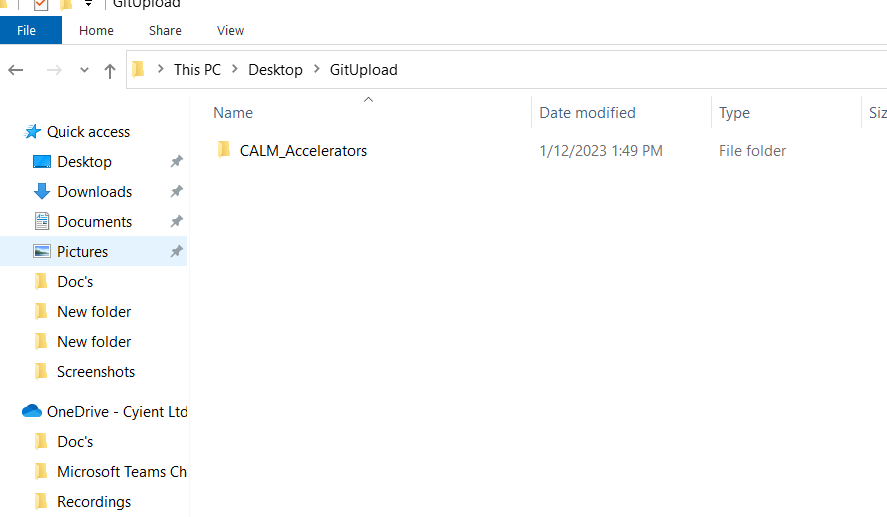 GitUpload
File Home Share View
This PC Desktop GitUpload
Name Date modified Type Siz
Quick access
CALM_Accelerators 1/12/2023 1:49 PM File folder
Desktop
Downloads
Documents
Pictures
Doc's
New folder
New folder
Screenshots
OneDrive - Cyient Ltd
Doc's
Microsoft Teams Ch
Recordings